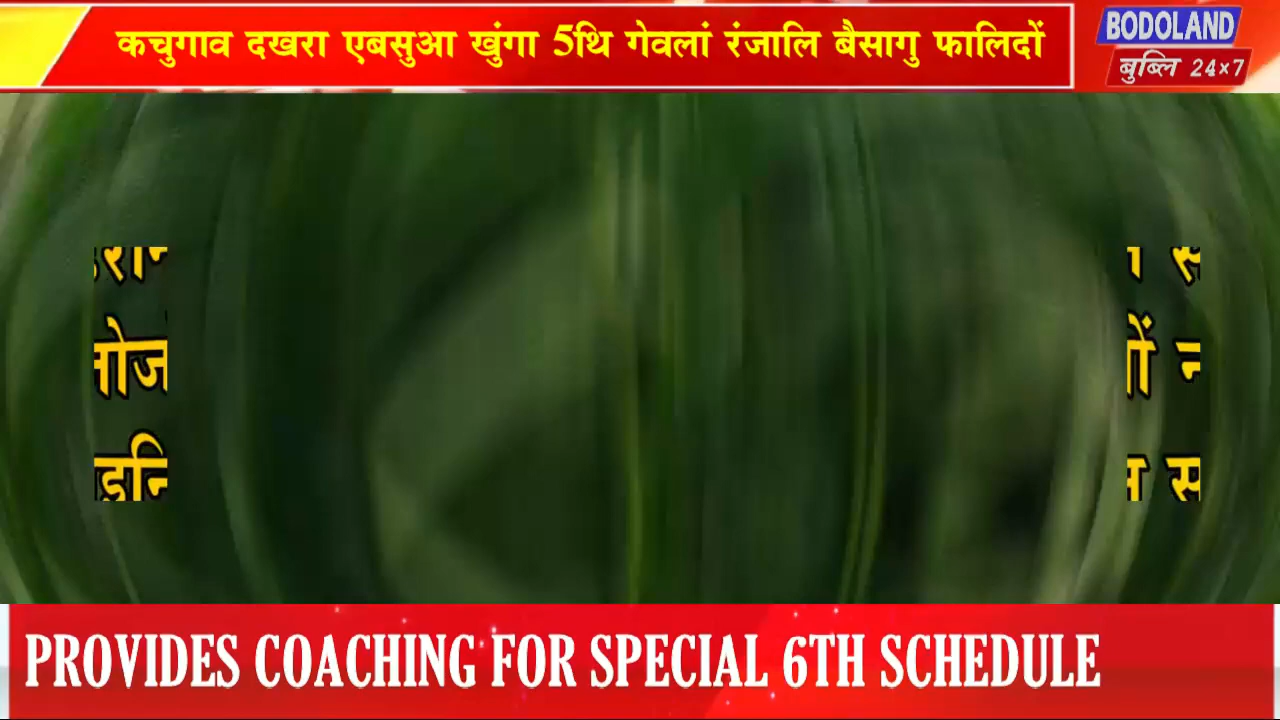 कचुगाव दखरा एबसुआ खुंगा 5थि गेवलां रंजालि बैसागु फालिदों
BODOLAND
बुब्लि 24×7
PROVIDES COACHING FOR SPECIAL 6TH SCHEDULE